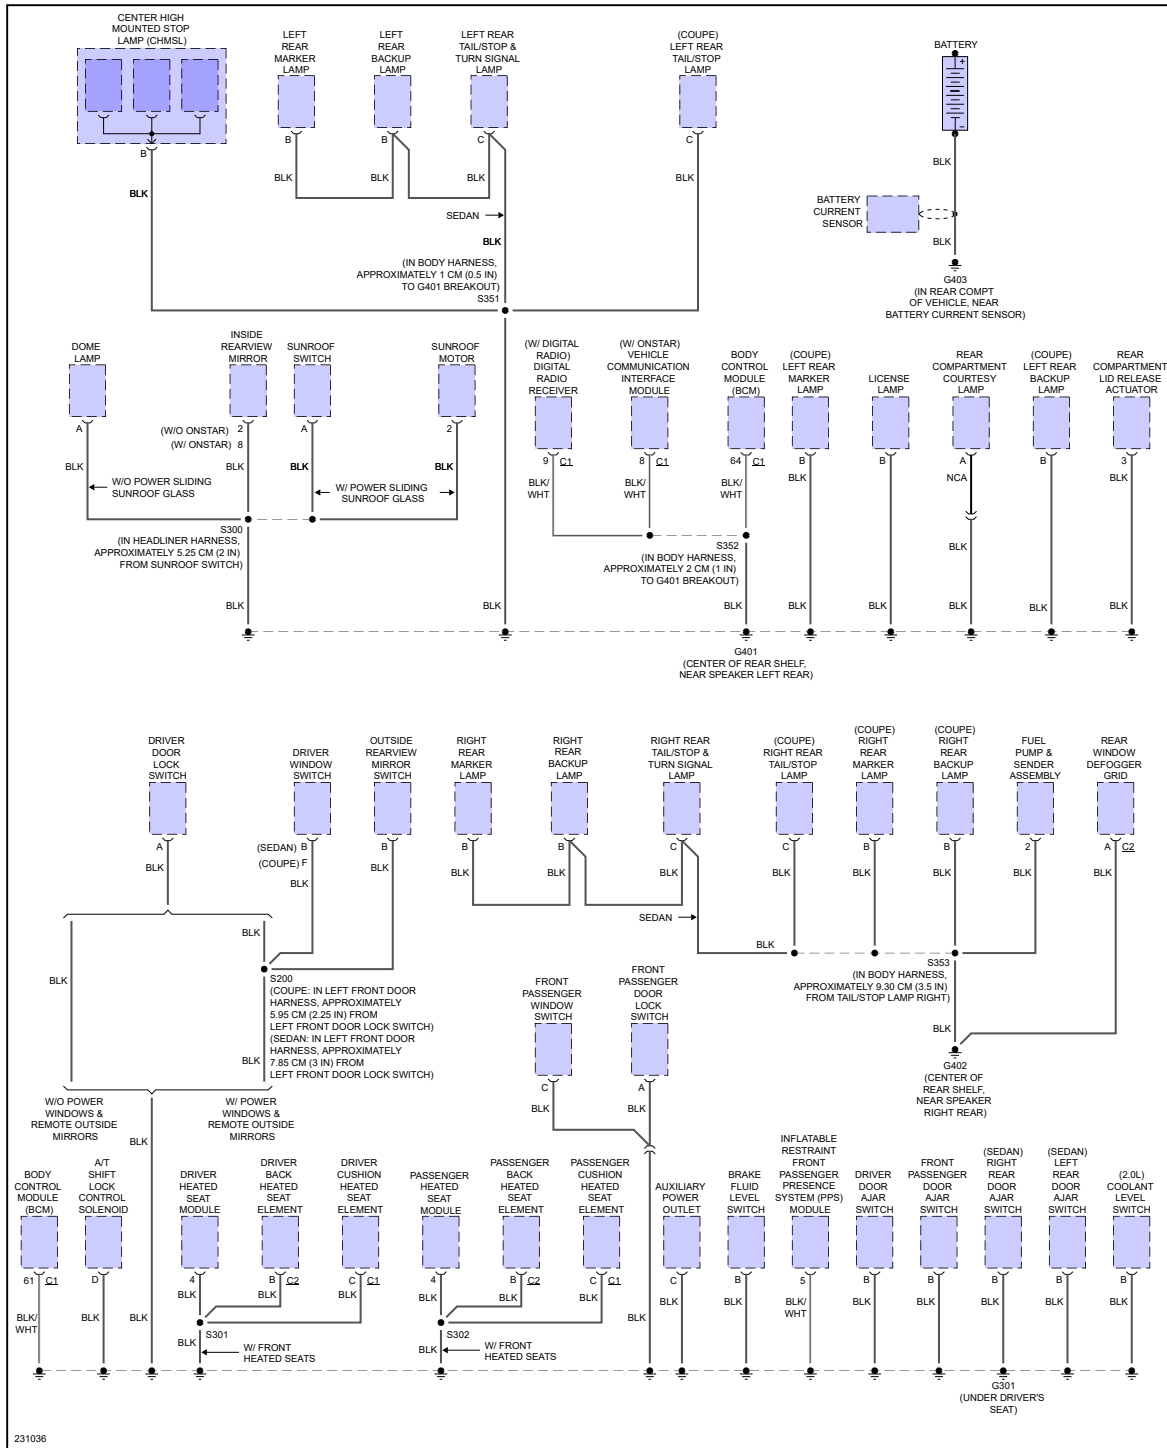 CENTER HIGH
MOUNTED STOP
LAMP (CHMSL)
B
BLK
LEFT
REAR
MARKER
LAMP
B
BLK
LEFT
REAR
BACKUP
LAMP
B
BLK
LEFT REAR
TAIL/STOP &
TURN SIGNAL
LAMP
C
BLK
SEDAN
BLK
(IN BODY HARNESS,
APPROXIMATELY 1 CM (0.5 IN)
TO G401 BREAKOUT)
S351
(COUPE)
LEFT REAR
TAIL/STOP
LAMP
C
BLK
BATTERY
+
-
BLK
BATTERY
CURRENT
SENSOR
BLK
G403
(IN REAR COMPT
OF VEHICLE, NEAR
BATTERY CURRENT SENSOR)
DOME
LAMP
A
BLK
W/O POWER SLIDING
SUNROOF GLASS
INSIDE
REARVIEW
MIRROR
(W/O ONSTAR) 2
(W/ ONSTAR) 8
BLK
SUNROOF
SWITCH
A
BLK
W/ POWER SLIDING
SUNROOF GLASS
SUNROOF
MOTOR
2
BLK
S300
(IN HEADLINER HARNESS,
APPROXIMATELY 5.25 CM (2 IN)
FROM SUNROOF SWITCH)
BLK
BLK
(W/ DIGITAL
RADIO)
DIGITAL
RADIO
RECEIVER
9 C1
BLK/
WHT
(W/ ONSTAR)
VEHICLE
COMMUNICATION
INTERFACE
MODULE
8 C1
BLK/
WHT
BODY
CONTROL
MODULE
(BCM)
64 C1
BLK/
WHT
S352
(IN BODY HARNESS,
APPROXIMATELY 2 CM (1 IN)
TO G401 BREAKOUT)
BLK
(COUPE)
LEFT REAR
MARKER
LAMP
B
BLK
BLK
LICENSE
LAMP
B
BLK
REAR
COMPARTMENT
COURTESY
LAMP
A
NCA
BLK
BLK
(COUPE)
LEFT REAR
BACKUP
LAMP
B
BLK
BLK
REAR
COMPARTMENT
LID RELEASE
ACTUATOR
3
BLK
BLK
G401
(CENTER OF REAR SHELF,
NEAR SPEAKER LEFT REAR)
DRIVER
DOOR
LOCK
SWITCH
A
BLK
DRIVER
WINDOW
SWITCH
(SEDAN) B
(COUPE) F
BLK
OUTSIDE
REARVIEW
MIRROR
SWITCH
B
BLK
BLK
BLK
S200
(COUPE: IN LEFT FRONT DOOR
HARNESS, APPROXIMATELY
5.95 CM (2.25 IN) FROM
LEFT FRONT DOOR LOCK SWITCH)
(SEDAN: IN LEFT FRONT DOOR
HARNESS, APPROXIMATELY
7.85 CM (3 IN) FROM
LEFT FRONT DOOR LOCK SWITCH)
BLK
W/O POWER
WINDOWS &
REMOTE OUTSIDE
MIRRORS
W/ POWER
WINDOWS &
REMOTE OUTSIDE
MIRRORS
BLK
RIGHT
REAR
MARKER
LAMP
B
BLK
RIGHT
REAR
BACKUP
LAMP
B
BLK
RIGHT REAR
TAIL/STOP &
TURN SIGNAL
LAMP
C
BLK
SEDAN
BLK
(COUPE)
RIGHT REAR
TAIL/STOP
LAMP
C
BLK
(COUPE)
RIGHT
REAR
MARKER
LAMP
B
BLK
(COUPE)
RIGHT
REAR
BACKUP
LAMP
B
BLK
FUEL
PUMP &
SENDER
ASSEMBLY
2
BLK
REAR
WINDOW
DEFOGGER
GRID
A C2
BLK
S353
(IN BODY HARNESS,
APPROXIMATELY 9.30 CM (3.5 IN)
FROM TAIL/STOP LAMP RIGHT)
BLK
G402
(CENTER OF
REAR SHELF,
NEAR SPEAKER
RIGHT REAR)
FRONT
PASSENGER
WINDOW
SWITCH
C
BLK
FRONT
PASSENGER
DOOR
LOCK
SWITCH
A
BLK
BODY
CONTROL
MODULE
(BCM)
61 C1
BLK/
WHT
A/T
SHIFT
LOCK
CONTROL
SOLENOID
D
BLK
BLK
DRIVER
HEATED
SEAT
MODULE
4
BLK
DRIVER
BACK
HEATED
SEAT
ELEMENT
B C2
BLK
DRIVER
CUSHION
HEATED
SEAT
ELEMENT
C C1
BLK
S301
BLK
W/ FRONT
HEATED SEATS
PASSENGER
HEATED
SEAT
MODULE
4
BLK
PASSENGER
BACK
HEATED
SEAT
ELEMENT
B C2
BLK
PASSENGER
CUSHION
HEATED
SEAT
ELEMENT
C C1
BLK
S302
BLK
W/ FRONT
HEATED SEATS
BLK
AUXILIARY
POWER
OUTLET
C
BLK
BRAKE
FLUID
LEVEL
SWITCH
B
BLK
INFLATABLE
RESTRAINT
FRONT
PASSENGER
PRESENCE
SYSTEM (PPS)
MODULE
5
BLK/
WHT
DRIVER
DOOR
AJAR
SWITCH
B
BLK
FRONT
PASSENGER
DOOR
AJAR
SWITCH
B
BLK
(SEDAN)
RIGHT
REAR
DOOR
AJAR
SWITCH
B
BLK
(SEDAN)
LEFT
REAR
DOOR
AJAR
SWITCH
B
BLK
(2.0L)
COOLANT
LEVEL
SWITCH
B
BLK
G301
(UNDER DRIVER'S
SEAT)
231036